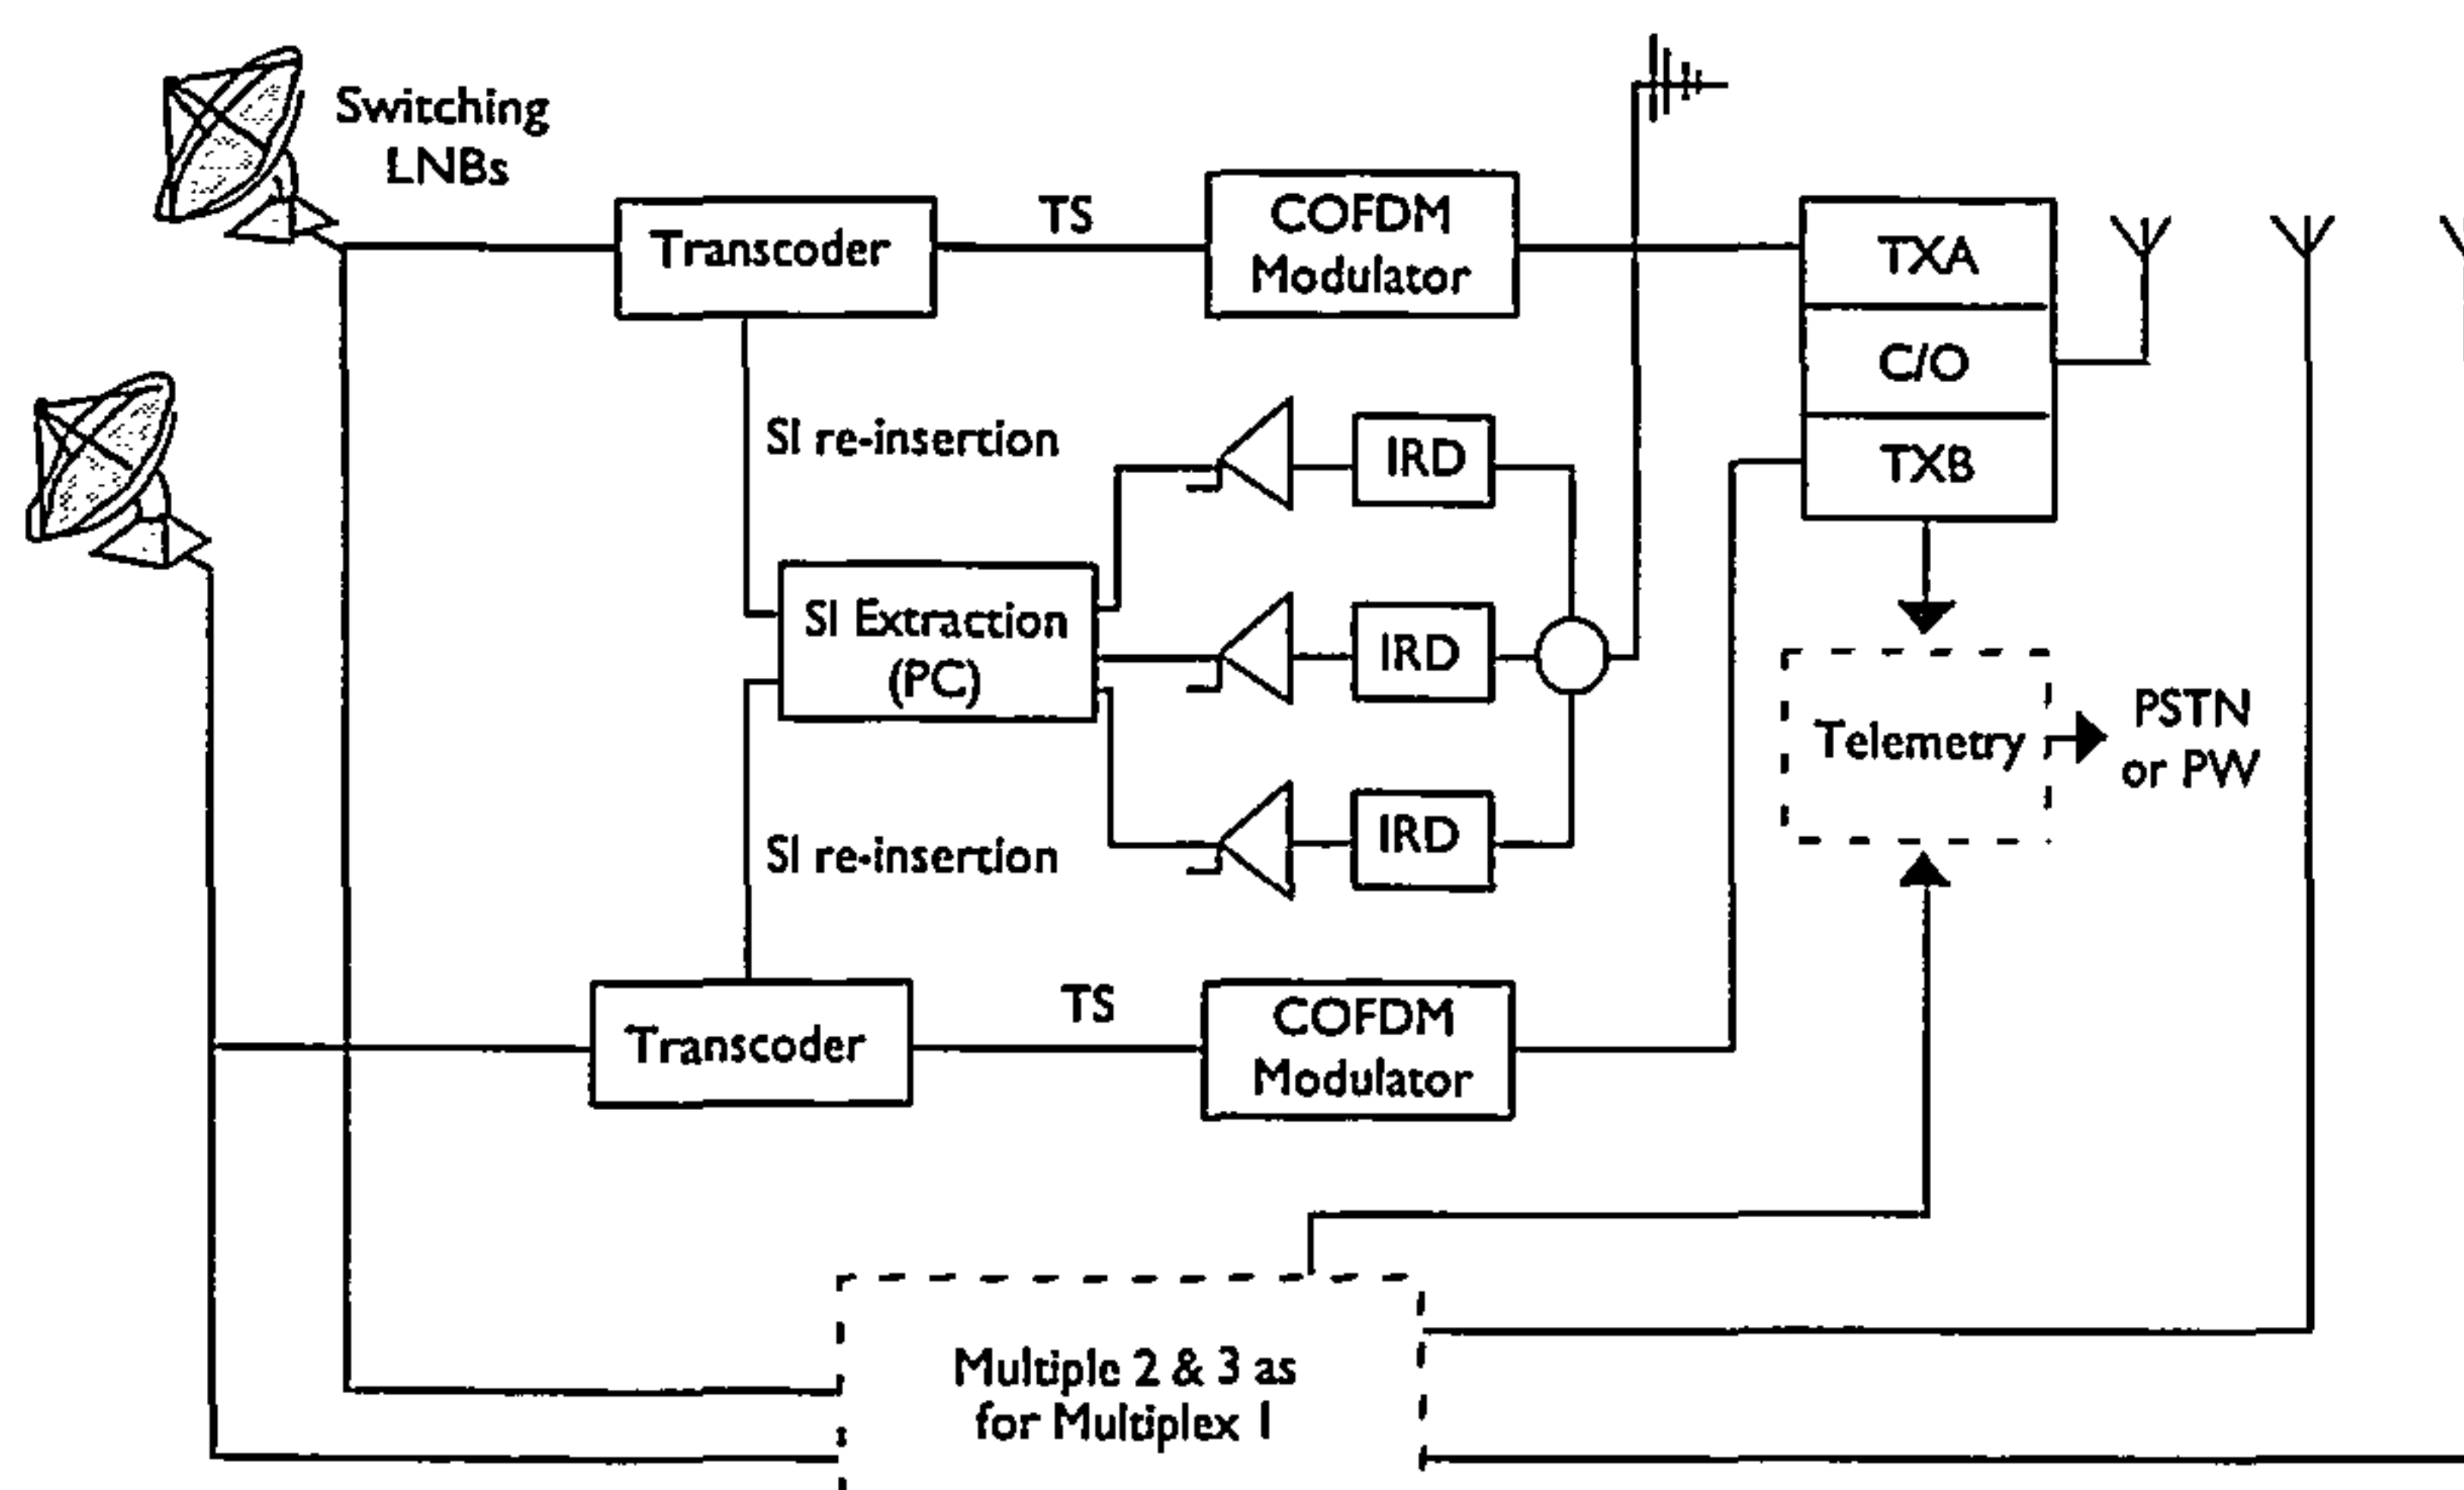 Switching
LNBs
Transcoder
TS
COFDM
Modulator
TXA
C/O
TXB
SI re-insertion
IRD
SI Extraction
(PC)
IRD
Telemetry
PSTN
or PW
SI re-insertion
IRD
Transcoder
TS
COFDM
Modulator
Multiple 2 & 3 as
for Multiplex 1